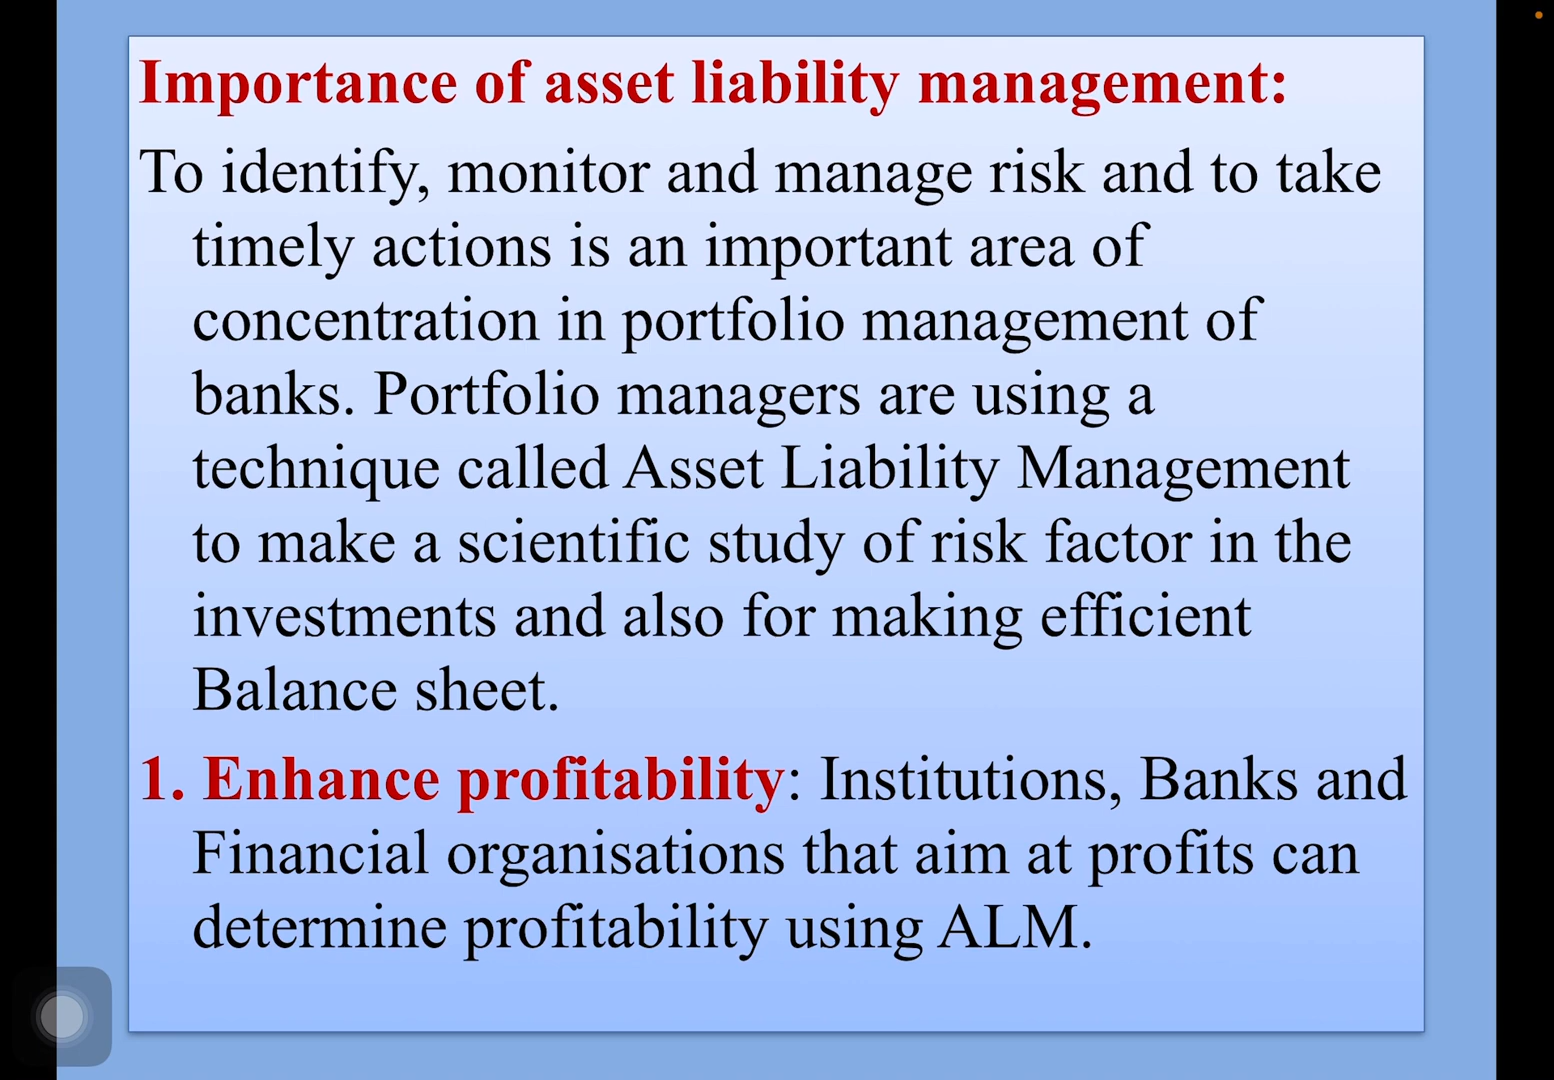 Importance of asset liability management:
To identify, monitor and manage risk and to take
timely actions is an important area of
concentration in portfolio management of
banks. Portfolio managers are using a
technique called Asset Liability Management
to make a scientific study of risk factor in the
investments and also for making efficient
Balance sheet.
1. Enhance profitability: Institutions, Banks and
Financial organisations that aim at profits can
determine profitability using ALM.